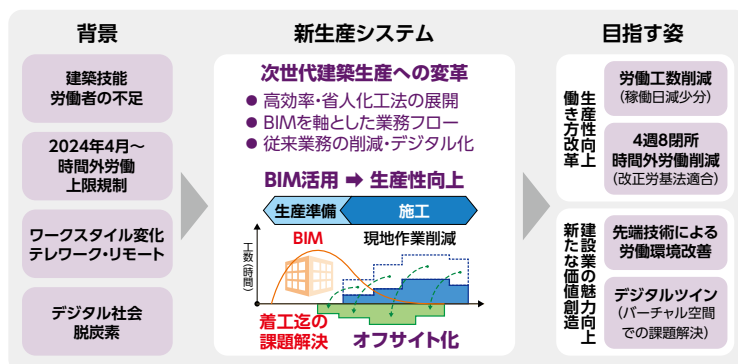 背景
建築技能
労働者の不足
2024年4月～
時間外労働
上限規制
ワークスタイル変化
テレワーク・リモート
デジタル社会
脱炭素
新生産システム
次世代建築生産への変革
● 高効率・省人化工法の展開
● BIMを軸とした業務フロー
● 従来業務の削減・デジタル化
BIM活用 ➡ 生産性向上
生産準備
施工
BIM
現地作業削減
工数(時間)
着工迄の
課題解決
オフサイト化
目指す姿
生産性向上
働き方改革
労働工数削減
(稼働日減少分)
4週8閉所
時間外労働削減
(改正労基法適合)
建設業の魅力向上
新たな価値創造
先端技術による
労働環境改善
デジタルツイン
(バーチャル空間
での課題解決)